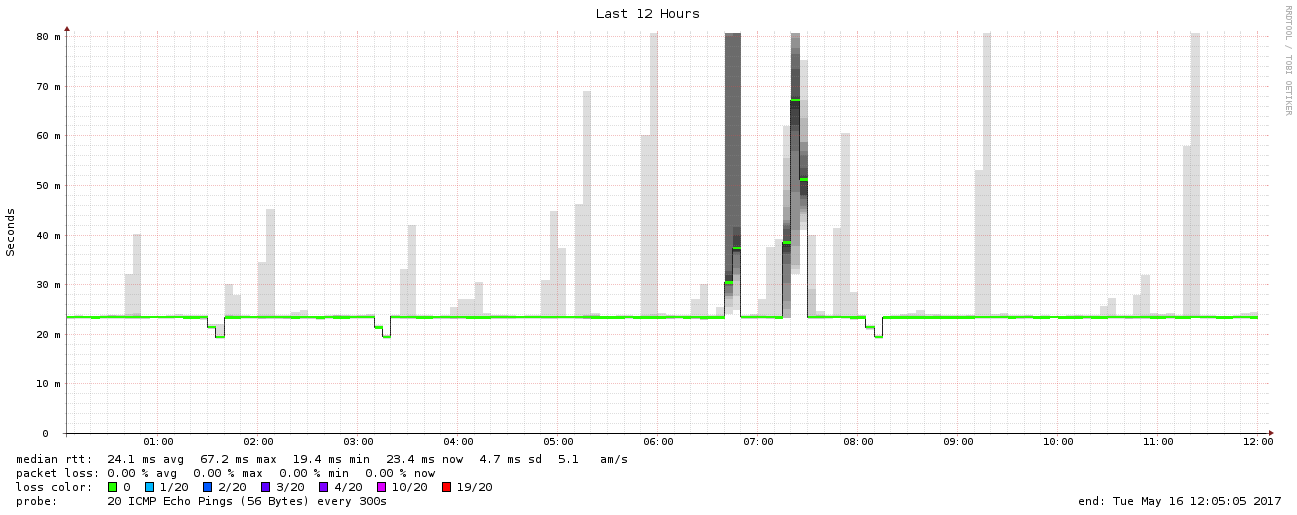 Last 12 Hours
RRDTOOL / TOBI OETIKER
Seconds
80 m
70 m
60 m
50 m
40 m
30 m
20 m
10 m
0
01:00 02:00 03:00 04:00 05:00 06:00 07:00 08:00 09:00 10:00 11:00 12:00
median rtt: 24.1 ms avg 67.2 ms max 19.4 ms min 23.4 ms now 4.7 ms sd 5.1 am/s
packet loss: 0.00 % avg 0.00 % max 0.00 % min 0.00 % now
loss color: 0 1/20 2/20 3/20 4/20 10/20 19/20
probe: 20 ICMP Echo Pings (56 Bytes) every 300s end: Tue May 16 12:05:05 2017